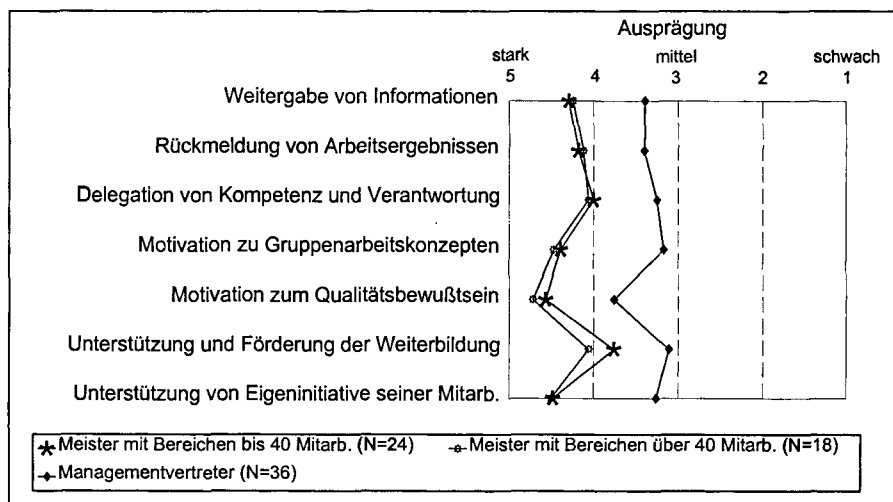 Ausprägung
stark mittel schwach
5 4 3 2 1
Weitergabe von Informationen
Rückmeldung von Arbeitsergebnissen
Delegation von Kompetenz und Verantwortung
Motivation zu Gruppenarbeitskonzepten
Motivation zum Qualitätsbewußtsein
Unterstützung und Förderung der Weiterbildung
Unterstützung von Eigeninitiative seiner Mitarb.
Meister mit Bereichen bis 40 Mitarb. (N=24) Meister mit Bereichen über 40 Mitarb. (N=18)
Managementvertreter (N=36)